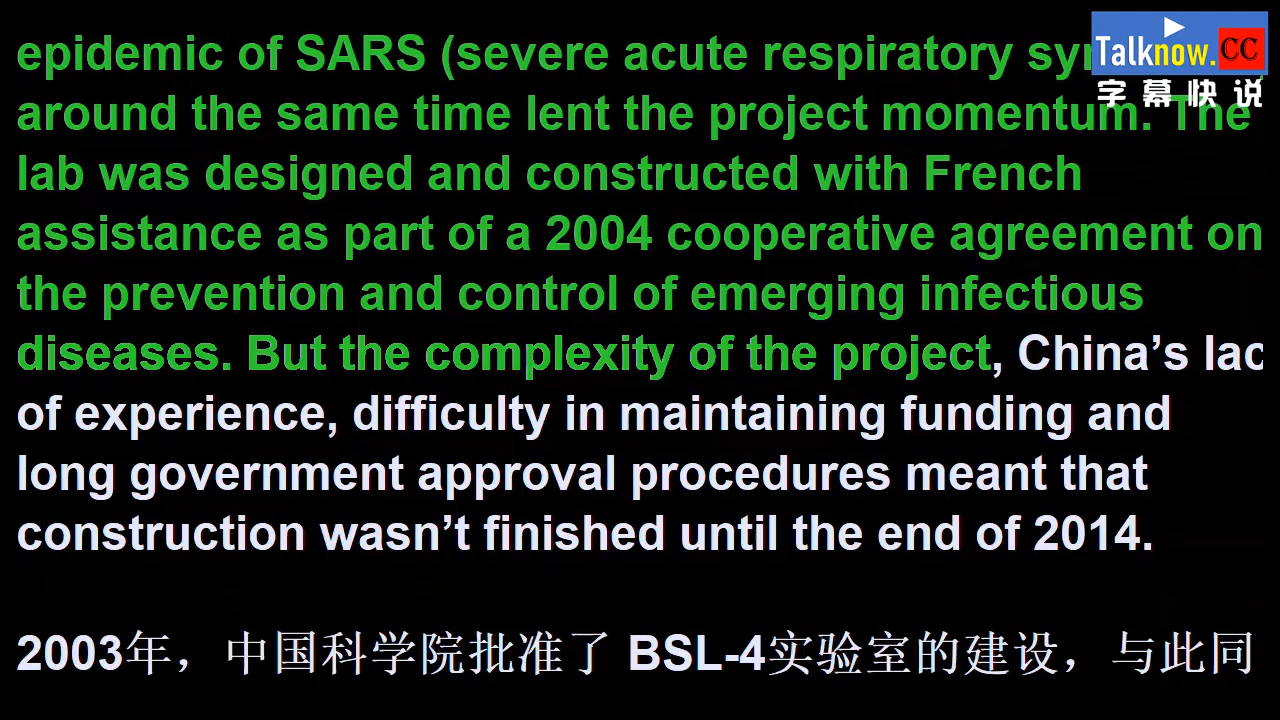 epidemic of SARS (severe acute respiratory
around the same time lent the project momentum. The
lab was designed and constructed with French
assistance as part of a 2004 cooperative agreement on
the prevention and control of emerging infectious
diseases. But the complexity of the project, China’s
of experience, difficulty in maintaining funding and
long government approval procedures meant that
construction wasn’t finished until the end of 2014.
2003年，中国科学院批准了 BSL-4实验室的建设，与此同
Talknow.CC
字幕快说